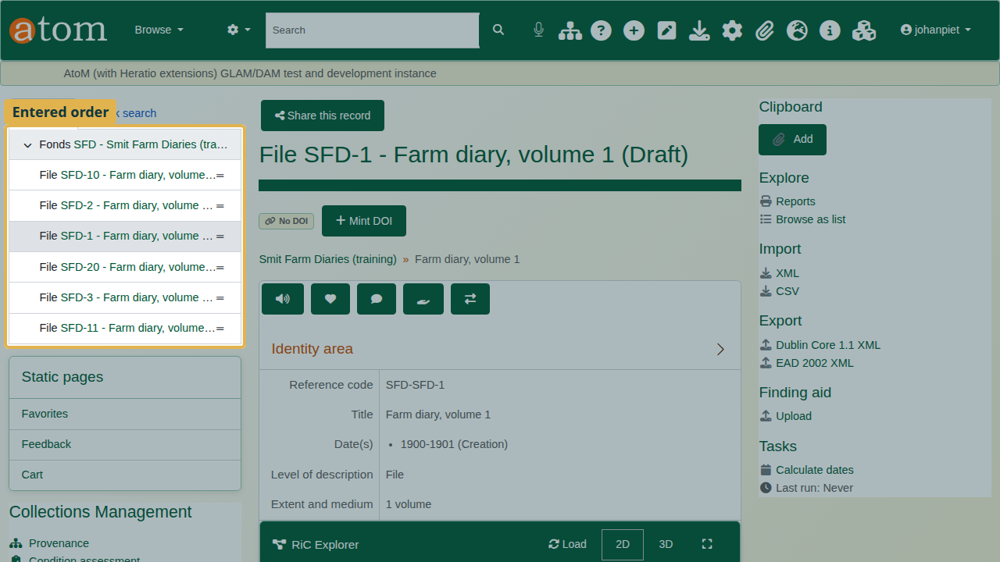 atom
Browse
Search
johanpiet
AtoM (with Heratio extensions) GLAM/DAM test and development instance
Entered order
k search
Fonds SFD - Smit Farm Diaries (tra...
File SFD-10 - Farm diary, volume...
File SFD-2 - Farm diary, volume ...
File SFD-1 - Farm diary, volume ...
File SFD-20 - Farm diary, volume...
File SFD-3 - Farm diary, volume ...
File SFD-11 - Farm diary, volume...
Static pages
Favorites
Feedback
Cart
Collections Management
Provenance
Condition assessment
Share this record
File SFD-1 - Farm diary, volume 1 (Draft)
No DOI
Mint DOI
Smit Farm Diaries (training) » Farm diary, volume 1
Identity area
Reference code SFD-SFD-1
Title Farm diary, volume 1
Date(s) • 1900-1901 (Creation)
Level of description File
Extent and medium 1 volume
RiC Explorer Load 2D 3D
Clipboard
Add
Explore
Reports
Browse as list
Import
XML
CSV
Export
Dublin Core 1.1 XML
EAD 2002 XML
Finding aid
Upload
Tasks
Calculate dates
Last run: Never